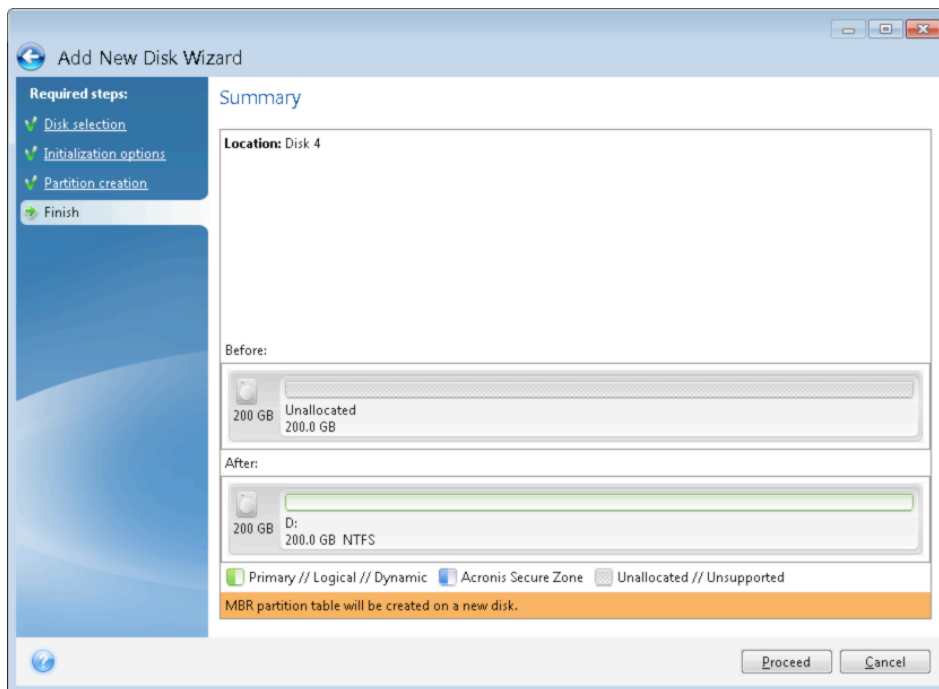 Add New Disk Wizard
Required steps:
Disk selection
Initialization options
Partition creation
Finish
Summary
Location: Disk 4
Before:
200 GB
Unallocated
200.0 GB
After:
200 GB
D:
200.0 GB NTFS
Primary // Logical // Dynamic Acronis Secure Zone Unallocated // Unsupported
MBR partition table will be created on a new disk.
?
Proceed Cancel